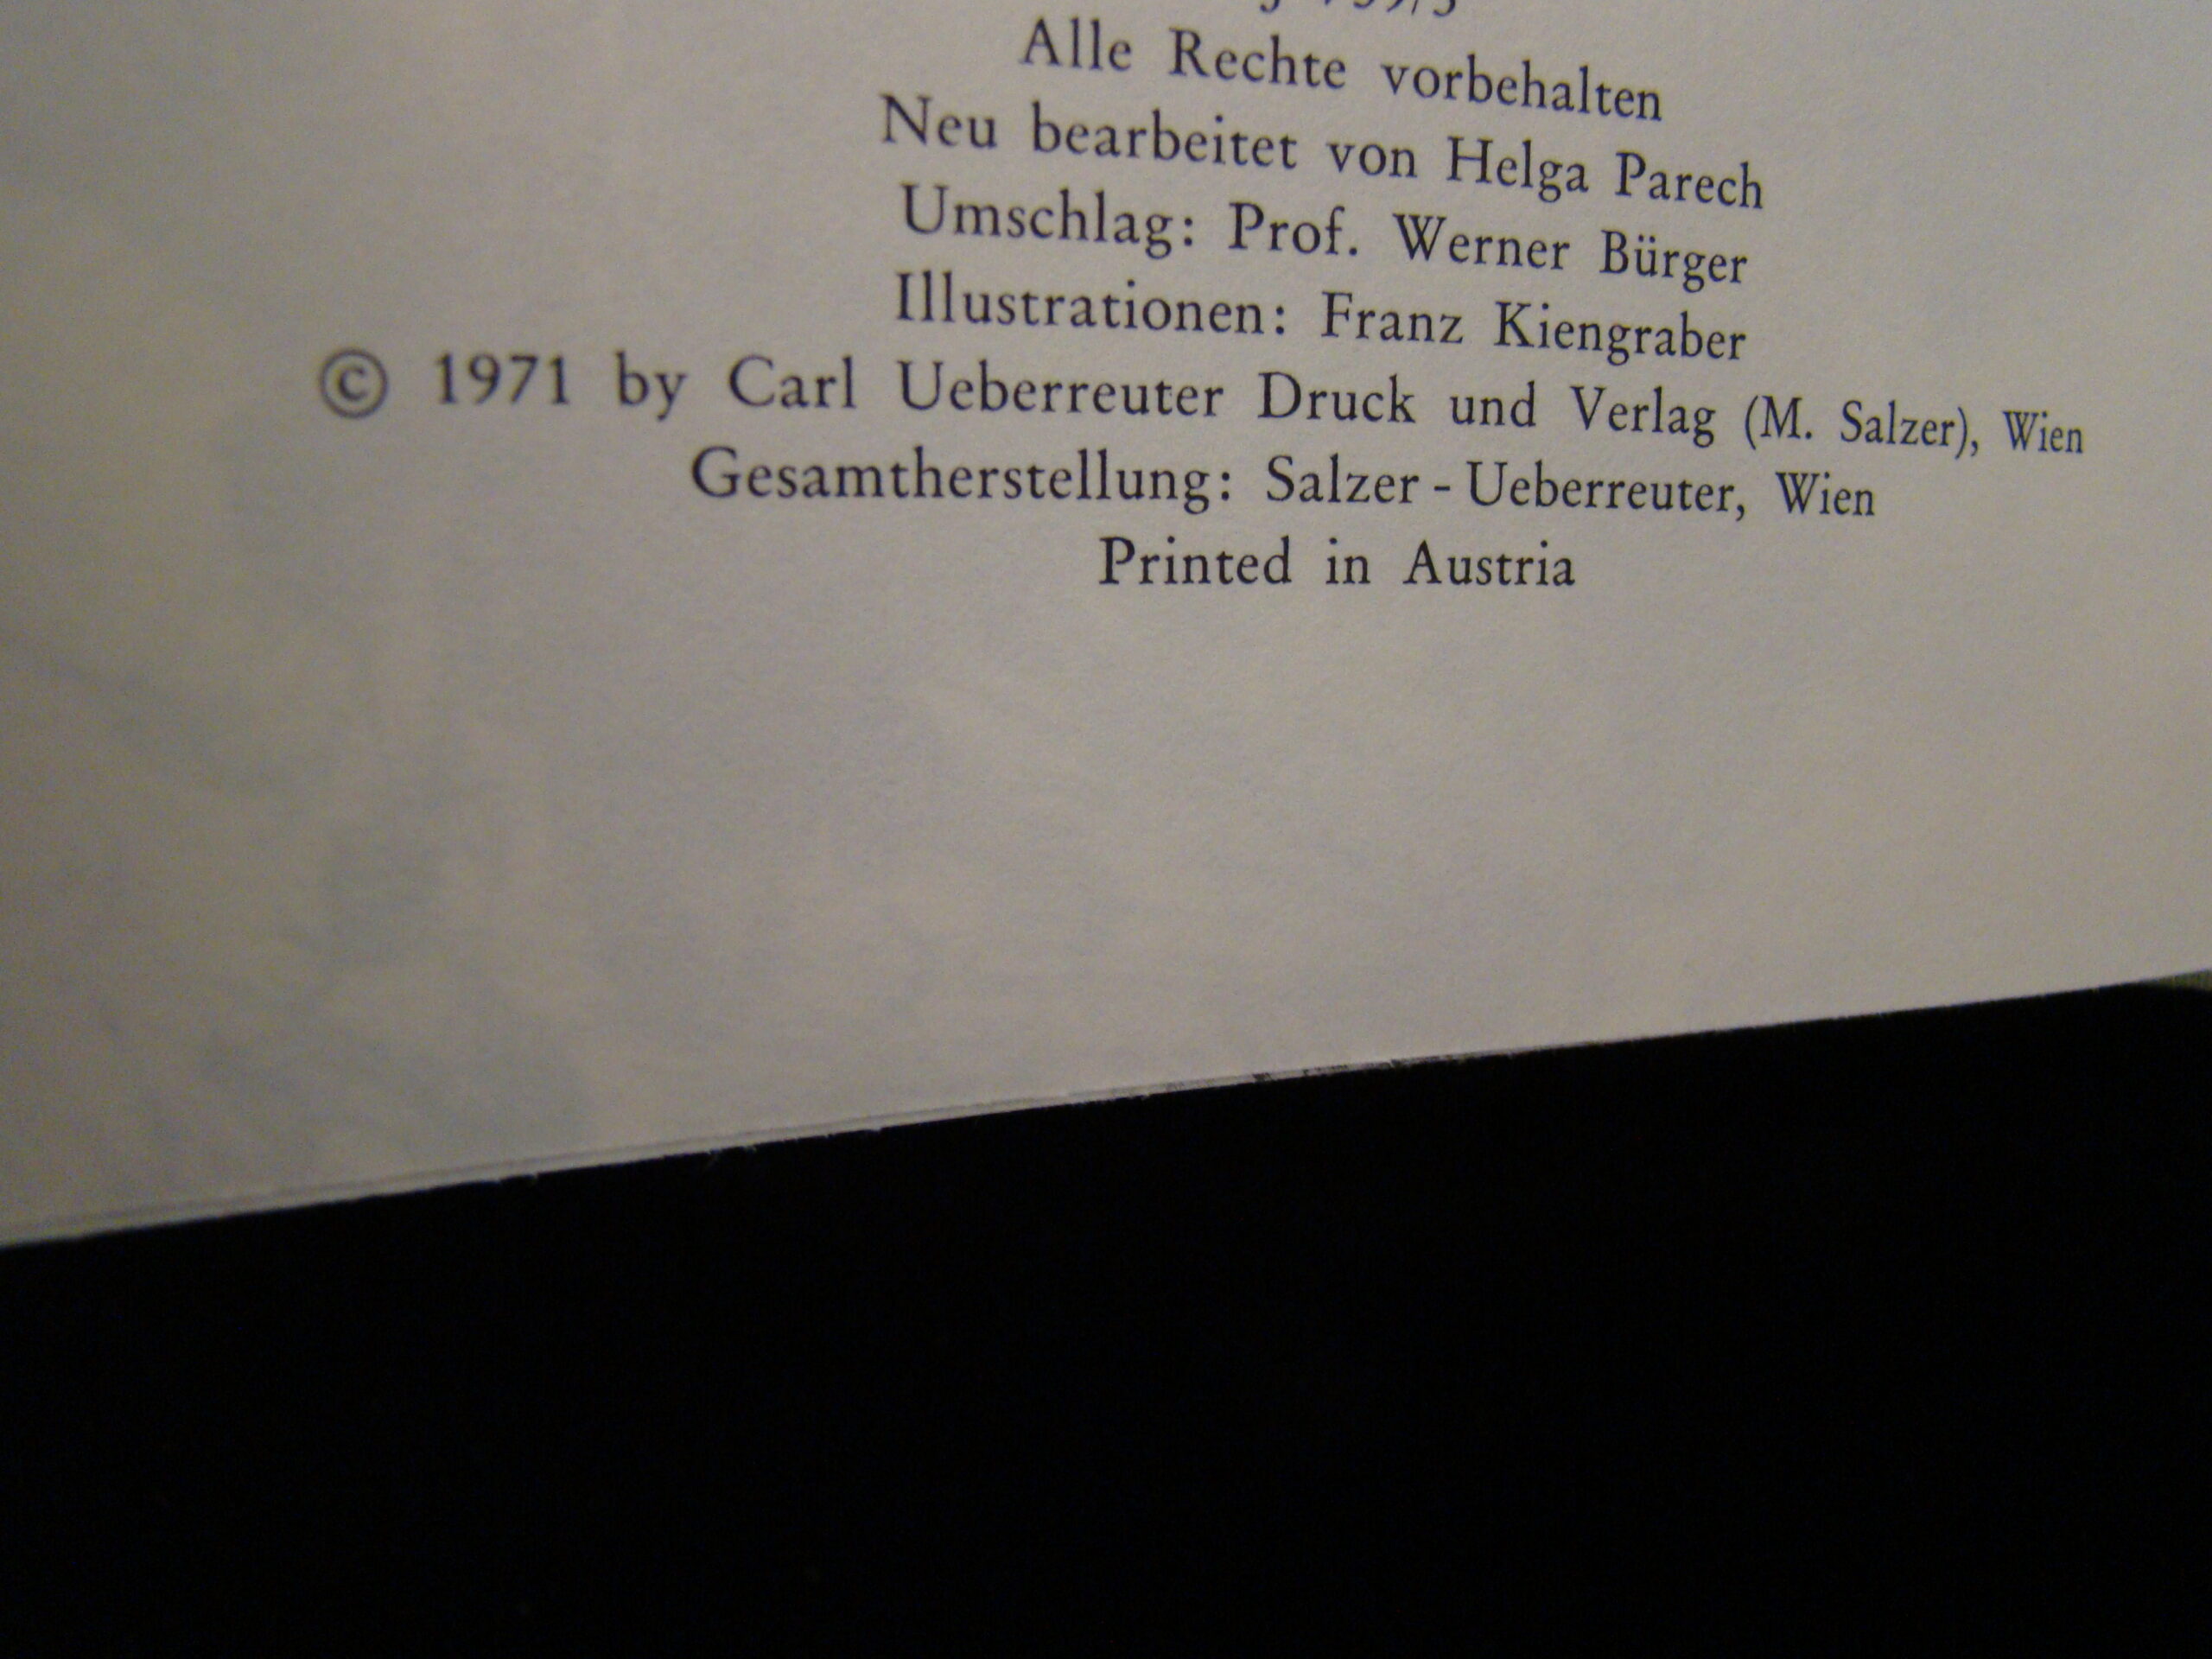 Alle Rechte vorbehalten
Neu bearbeitet von Helga Parech
Umschlag: Prof. Werner Bürger
Illustrationen: Franz Kiengraber
© 1971 by Carl Ueberreuter Druck und Verlag (M. Salzer), Wien
Gesamtherstellung: Salzer - Ueberreuter, Wien
Printed in Austria